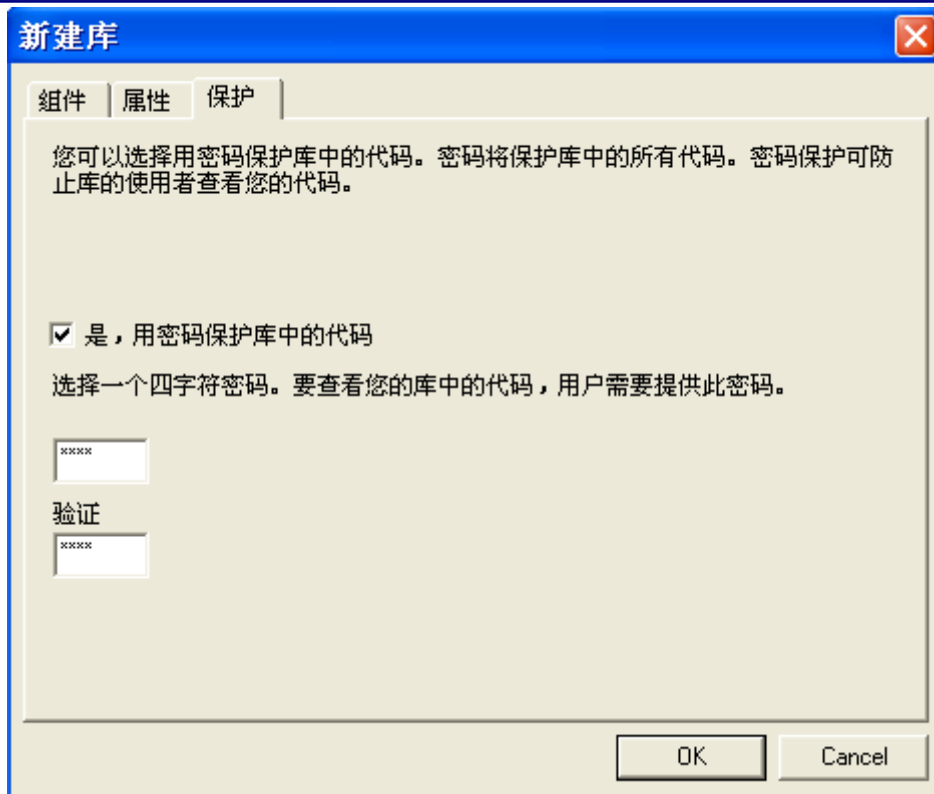 新建库
组件
属性
保护
您可以选择用密码保护库中的代码。密码将保护库中的所有代码。密码保护可防
止库的使用者查看您的代码。
是，用密码保护库中的代码
选择一个四字符密码。要查看您的库中的代码，用户需要提供此密码。
××××
验证
××××
OK
Cancel